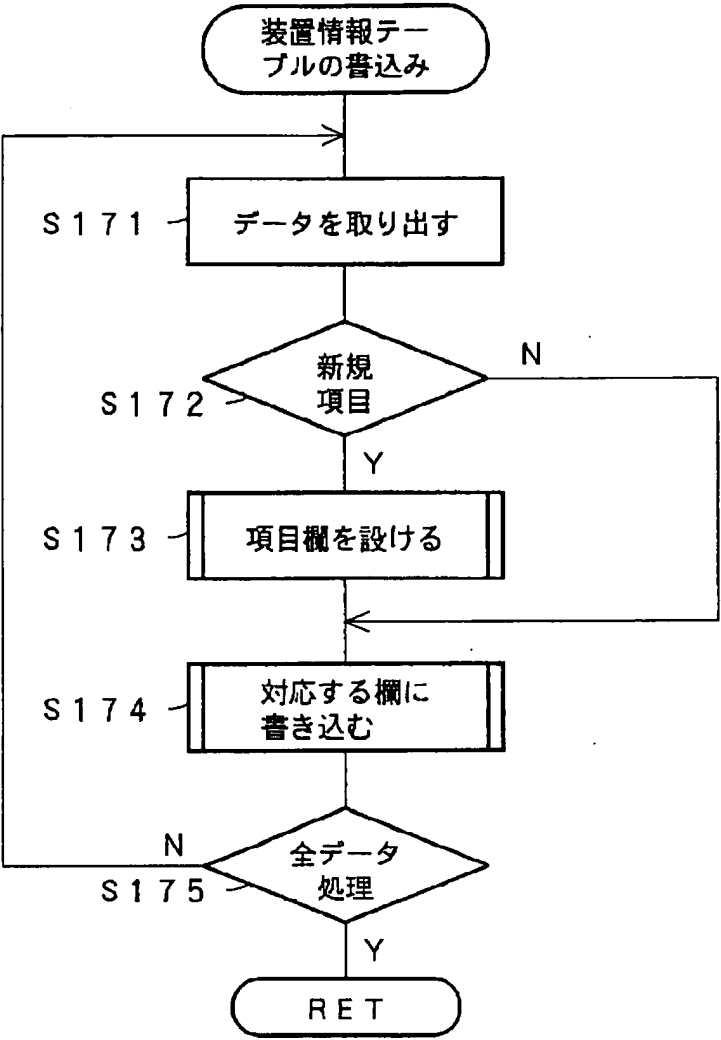 装置情報テー
ブルの書込み
S171
データを取り出す
新規
項目
N
S172
Y
S173
項目欄を設ける
S174
対応する欄に
書き込む
N
全データ
処理
S175
Y
RET